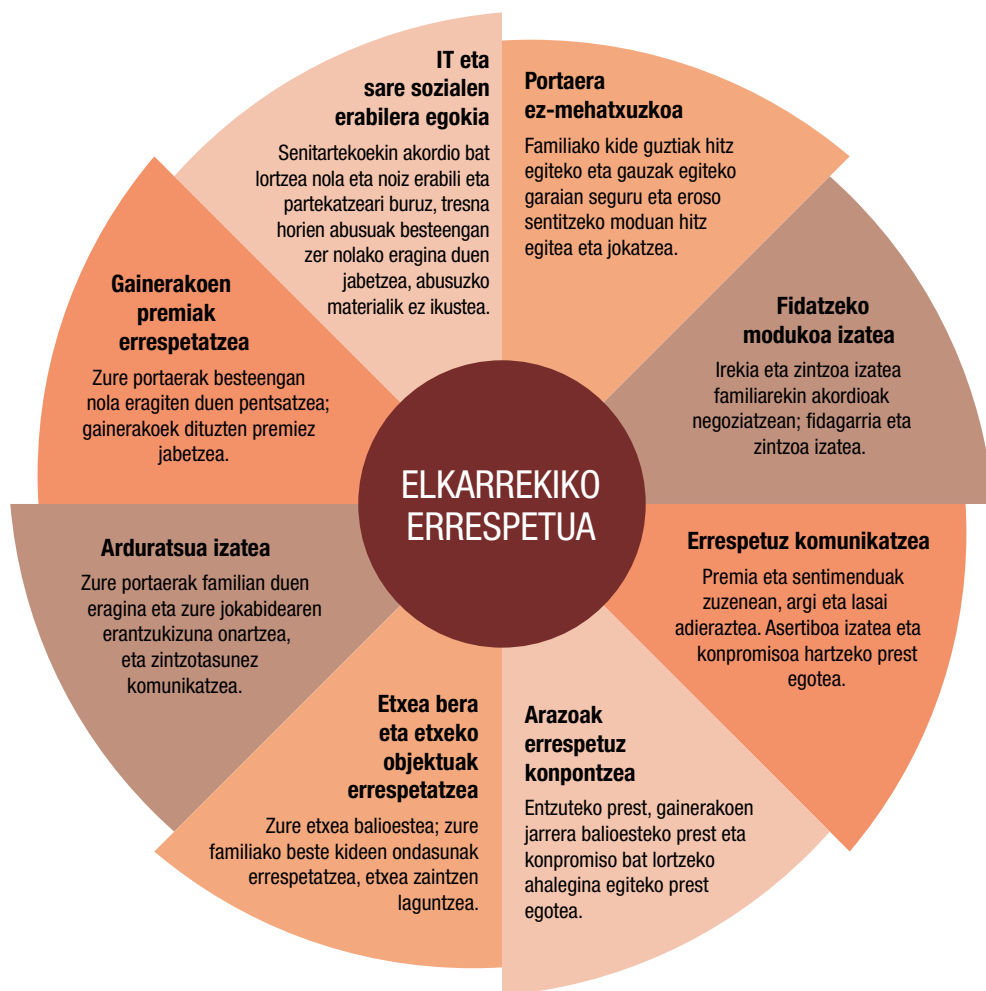 IT eta
sare sozialen
erabilera egokia
Senitartekoekin akordio bat
lortzea nola eta noiz erabili eta
partekatzeari buruz, tresna
horien abusuak besteengan
zer nolako eragina duen
jabetzea, abusuzko
materialik ez ikustea.
Portaera
ez-mehatxuzkoa
Familiako kide guztiak hitz
egiteko eta gauzak egiteko
garaian seguru eta eroso
sentitzeko moduan hitz
egitea eta jokatzea.
Fidatzeko
modukoa izatea
Irekia eta zintzoa izatea
familiarekin akordioak
negoziatzean; fidagarria eta
zintzoa izatea.
Errespetuz komunikatzea
Premia eta sentimenduak
zuzenean, argi eta lasai
adieraztea. Asertiboa izatea eta
konpromisoa hartzeko prest
egotea.
Arazoak
errespetuz
konpontzea
Entzuteko prest, gainerakoen
jarrera balioesteko prest eta
konpromiso bat lortzeko
ahalegina egiteko prest
egotea.
Etxea bera
eta etxeko
objektuak
errespetatzea
Zure etxea balioestea; zure
familiako beste kideen ondasunak
errespetatzea, etxea zaintzen
laguntzea.
Arduratsua izatea
Zure portaerak familian duen
eragina eta zure jokabidearen
erantzukizuna onartzea,
eta zintzotasunez
komunikatzea.
Gainerakoen
premiak
errespetatzea
Zure portaerak besteengan
nola eragiten duen pentsatzea;
gainerakoek dituzten premiez
jabetzea.
ELKARREKIKO
ERRESPETUA